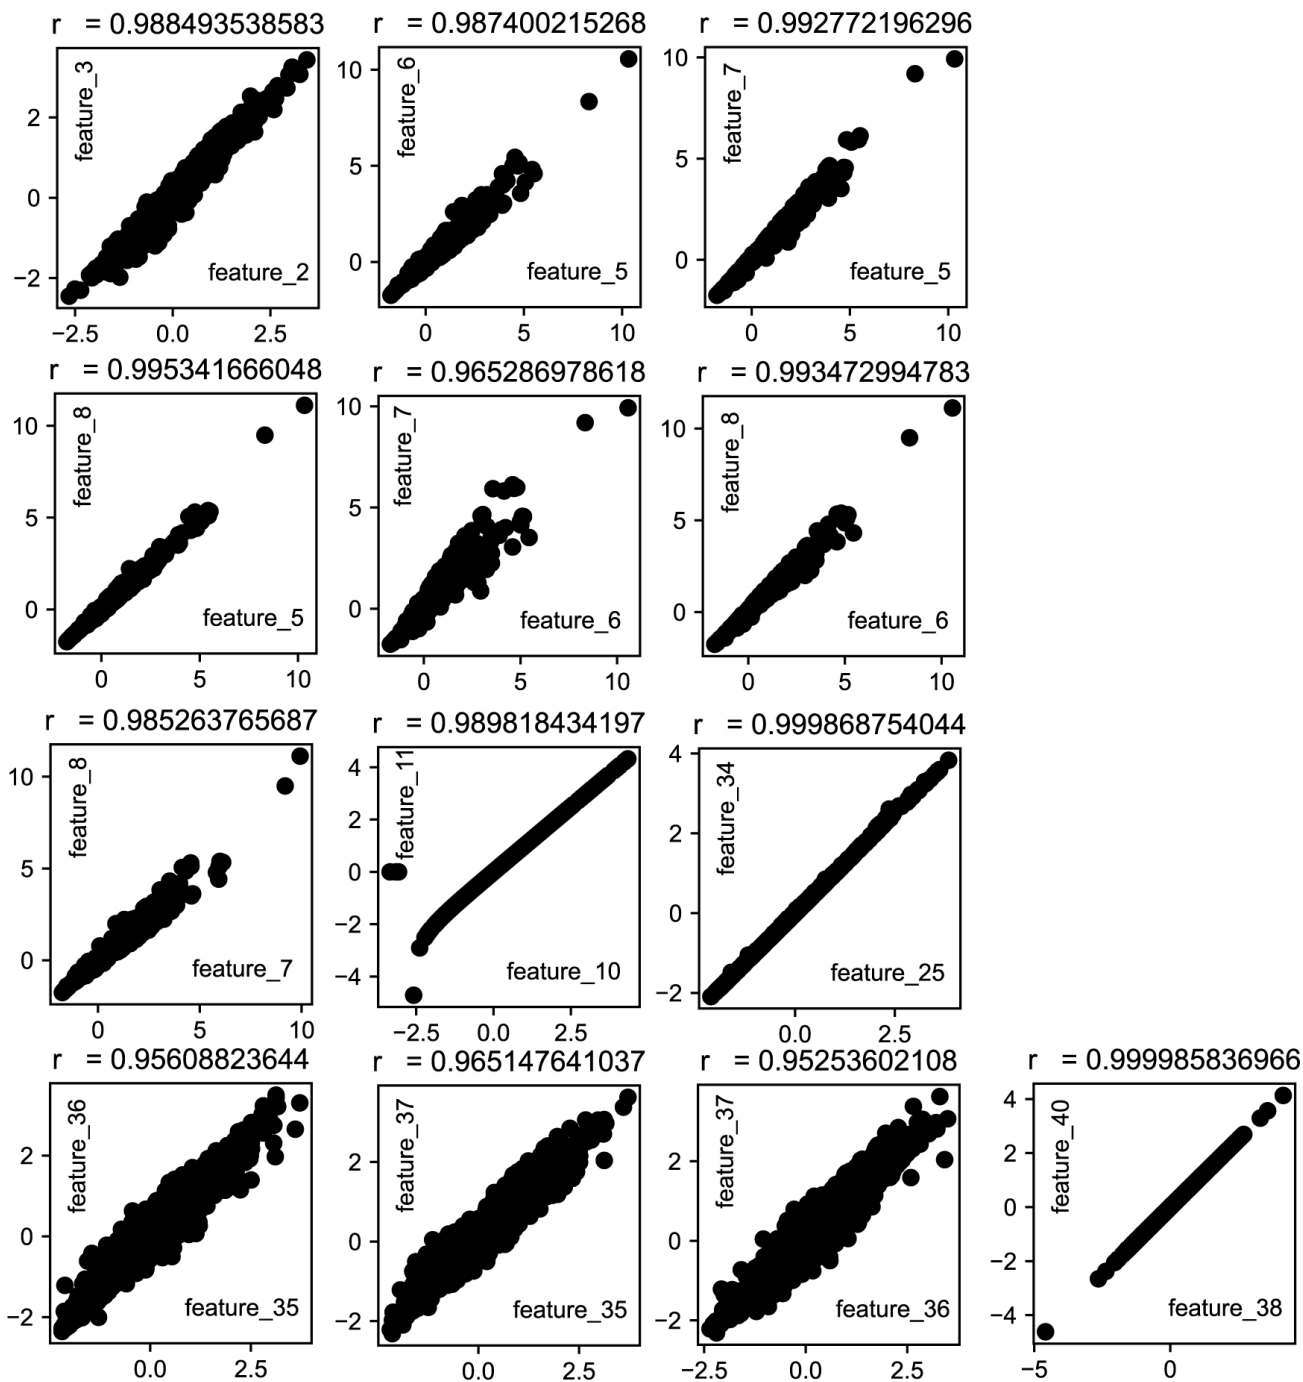 r = 0.988493538583
r = 0.987400215268
r = 0.992772196296
feature_3
2
0
−2
feature_2
−2.5 0.0 2.5
feature_6
10
5
0
feature_5
0 5 10
feature_7
10
5
0
feature_5
0 5 10
r = 0.995341666048
r = 0.965286978618
r = 0.993472994783
feature_8
10
5
0
feature_5
0 5 10
feature_7
10
5
0
feature_6
0 5 10
feature_8
10
5
0
feature_6
0 5 10
r = 0.985263765687
r = 0.989818434197
r = 0.999868754044
feature_8
10
5
0
feature_7
0 5 10
feature_11
4
2
0
−2
−4
feature_10
−2.5 0.0 2.5
feature_34
4
2
0
−2
feature_25
0.0 2.5
r = 0.95608823644
r = 0.965147641037
r = 0.95253602108
r = 0.999985836966
feature_36
2
0
−2
feature_35
0.0 2.5
feature_37
2
0
−2
feature_35
0.0 2.5
feature_37
2
0
−2
feature_36
−2.5 0.0 2.5
feature_40
4
2
0
−2
−4
feature_38
−5 0